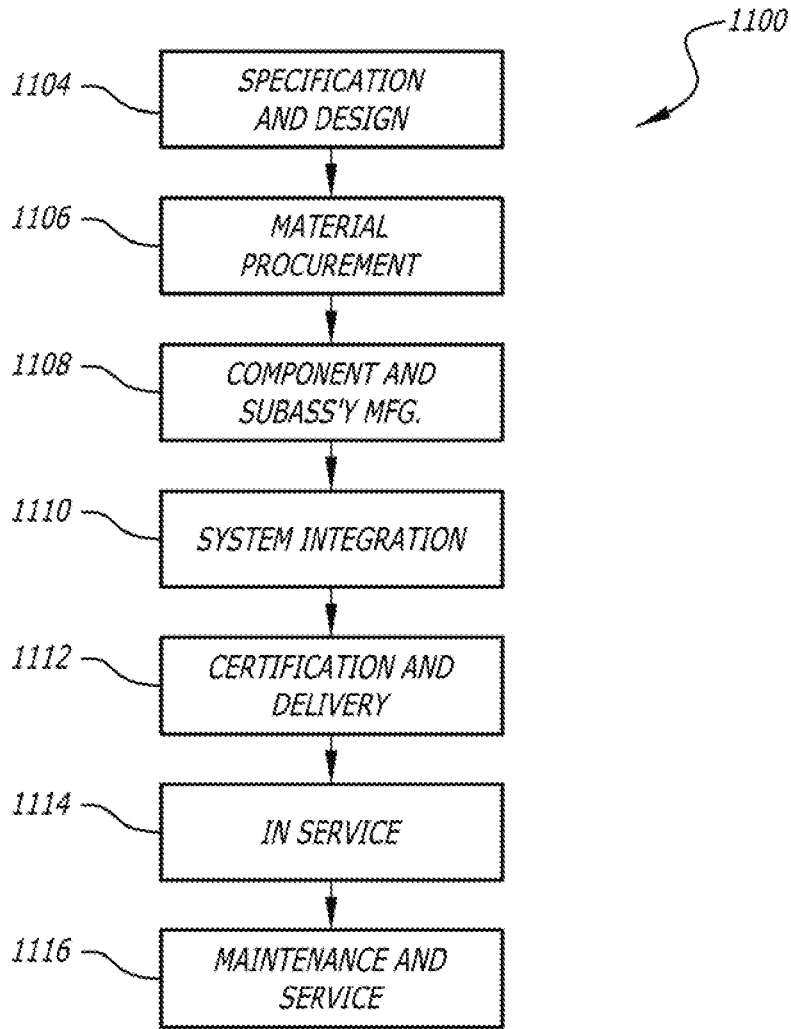 1100
1104
SPECIFICATION
AND DESIGN
1106
MATERIAL
PROCUREMENT
1108
COMPONENT AND
SUBASS'Y MFG.
1110
SYSTEM INTEGRATION
1112
CERTIFICATION AND
DELIVERY
1114
IN SERVICE
1116
MAINTENANCE AND
SERVICE